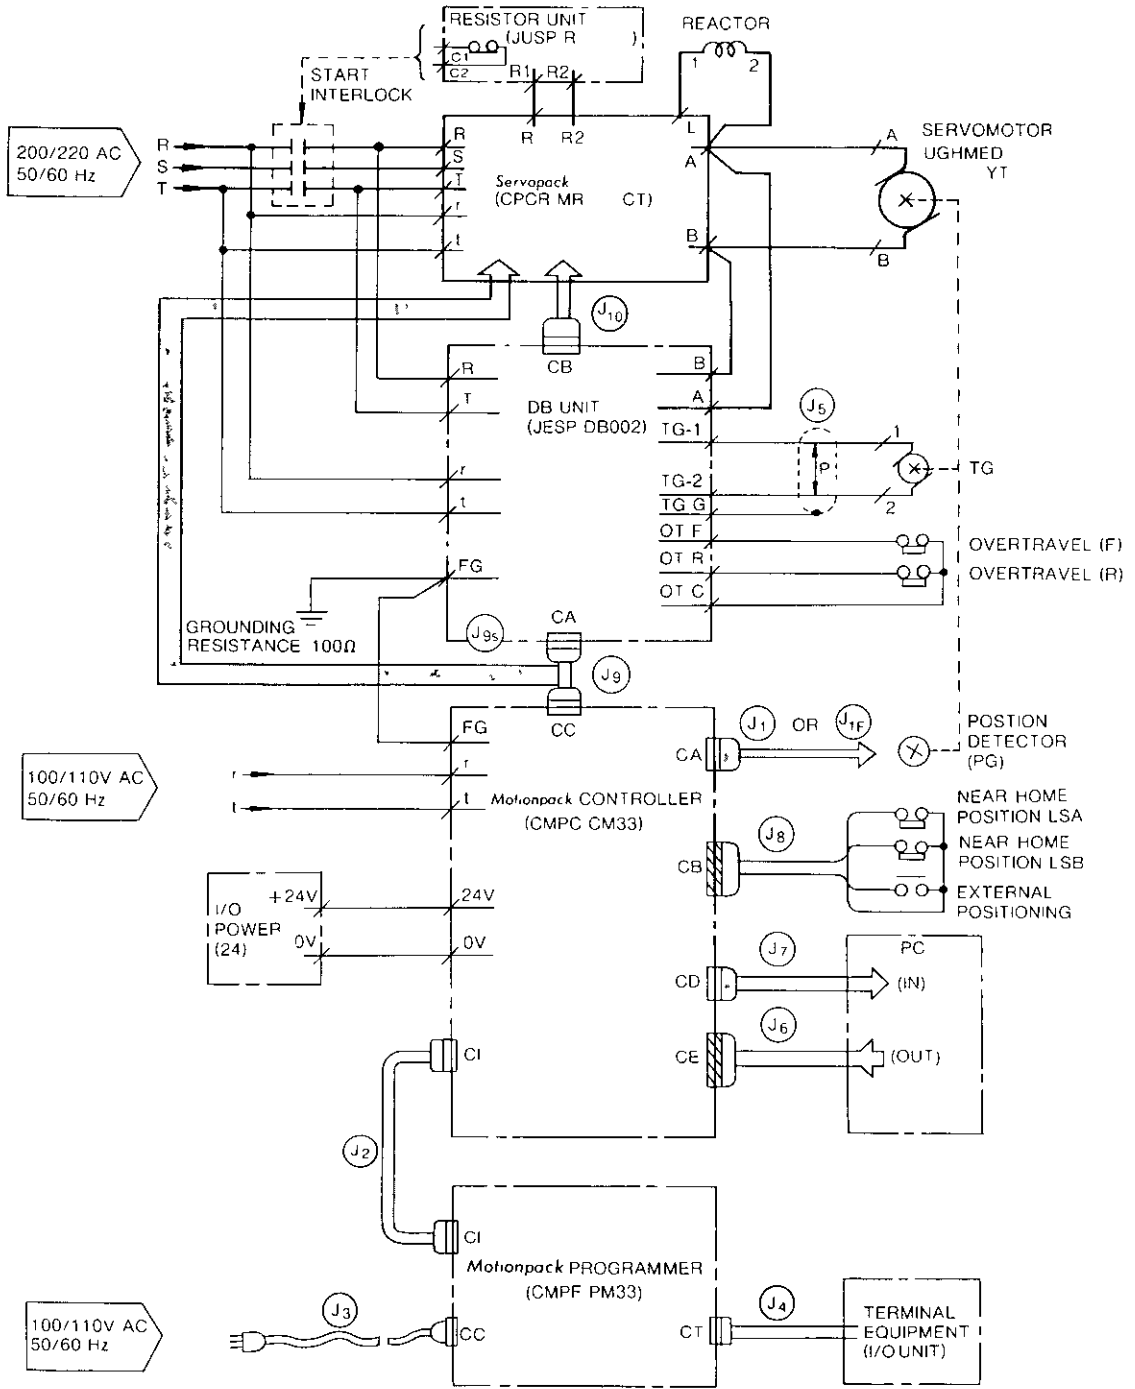 RESISTOR UNIT
(JUSP R )
C1
C2
R1 R2
REACTOR
1 2
START
INTERLOCK
200/220 AC
50/60 Hz
R
S
T
R
S
T
r
t
R R2
L
A
B
Servopack
(CPCR MR CT)
A
B
SERVOMOTOR
UGHMED
YT
J10
CB
R
T
r
t
FG
DB UNIT
(JESP DB002)
B
A
TG-1
TG-2
TG G
OT F
OT R
OT C
J5
P
1
2
TG
OVERTRAVEL (F)
OVERTRAVEL (R)
GROUNDING
RESISTANCE 100Ω
J9S
CA
J9
CC
FG
r
t
100/110V AC
50/60 Hz
r
t
Motionpack CONTROLLER
(CMPC CM33)
CA
J1 OR J1F
POSTION
DETECTOR
(PG)
CB
J8
NEAR HOME
POSITION LSA
NEAR HOME
POSITION LSB
EXTERNAL
POSITIONING
I/O
POWER
(24)
+24V
0V
24V
0V
CD
J7
PC
(IN)
CE
J6
(OUT)
CI
J2
CI
Motionpack PROGRAMMER
(CMPF PM33)
100/110V AC
50/60 Hz
J3
CC
CT
J4
TERMINAL
EQUIPMENT
(I/O UNIT)